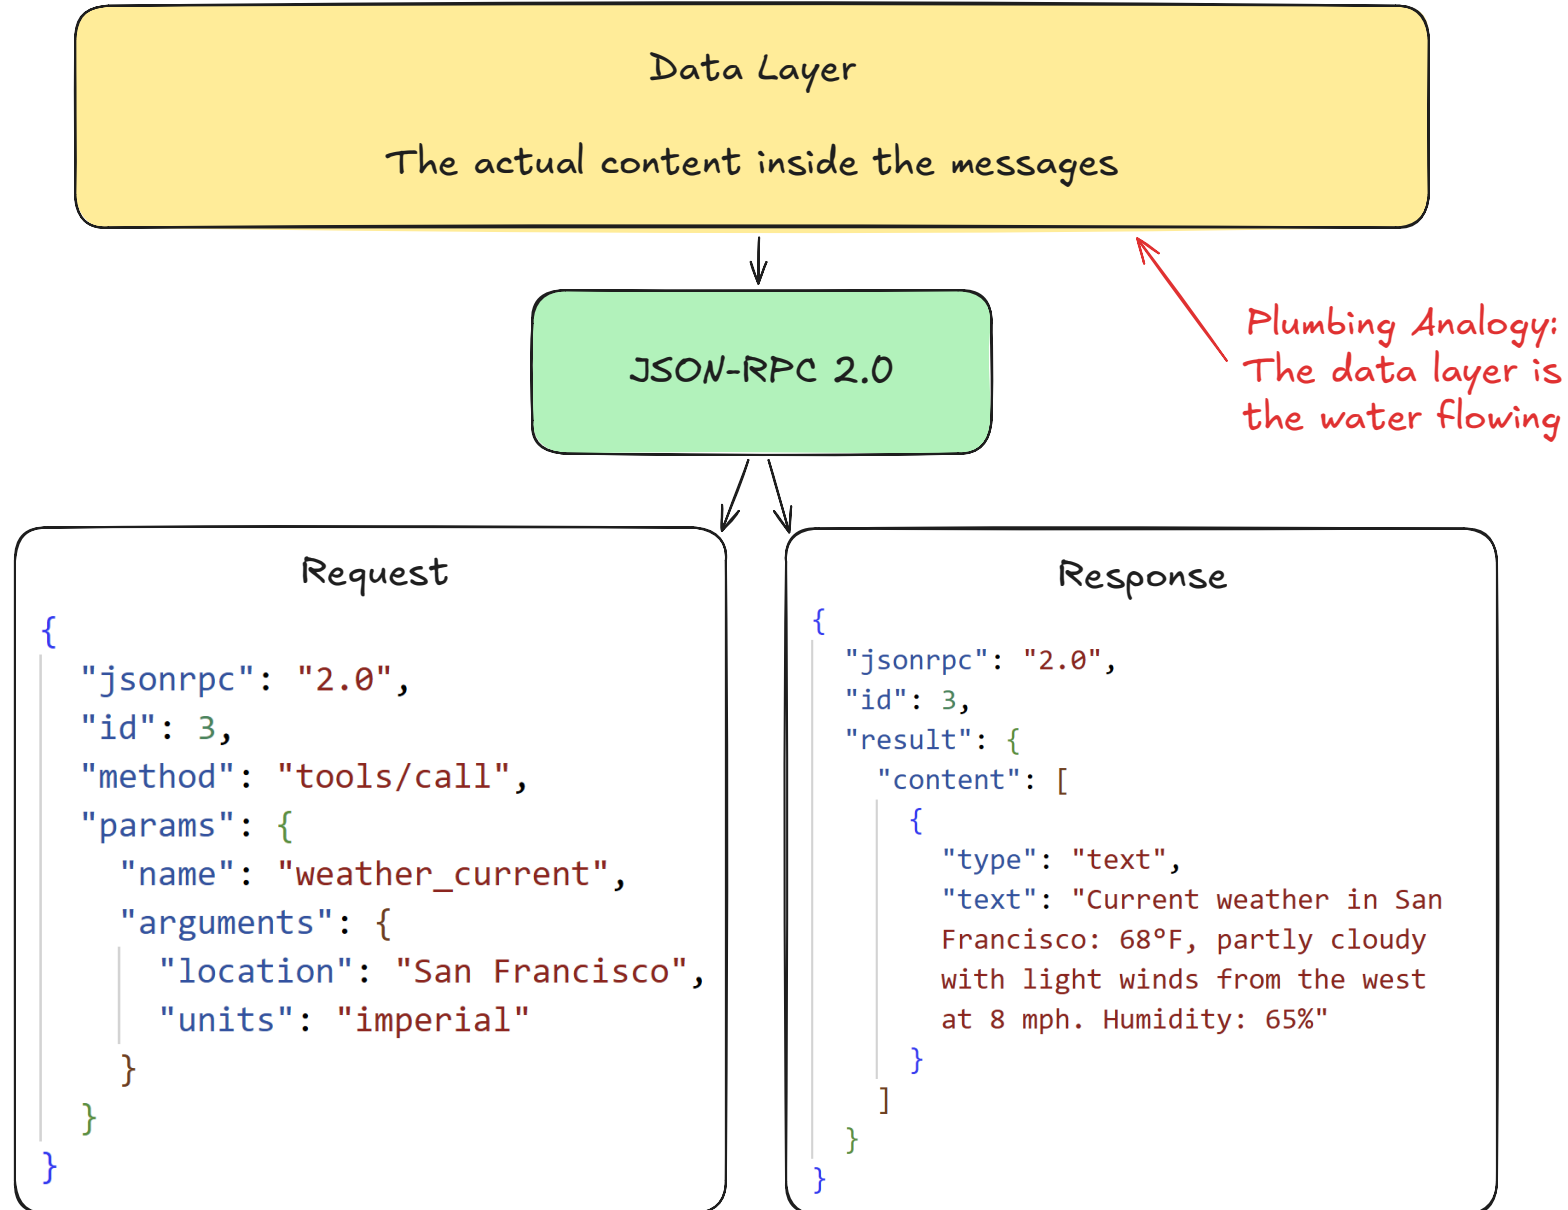 Data Layer
The actual content inside the messages
JSON-RPC 2.0
Plumbing Analogy:
The data layer is
the water flowing
Request
{
"jsonrpc": "2.0",
"id": 3,
"method": "tools/call",
"params": {
"name": "weather_current",
"arguments": {
"location": "San Francisco",
"units": "imperial"
}
}
}
Response
{
"jsonrpc": "2.0",
"id": 3,
"result": {
"content": [
{
"type": "text",
"text": "Current weather in San
Francisco: 68°F, partly cloudy
with light winds from the west
at 8 mph. Humidity: 65%"
}
]
}
}